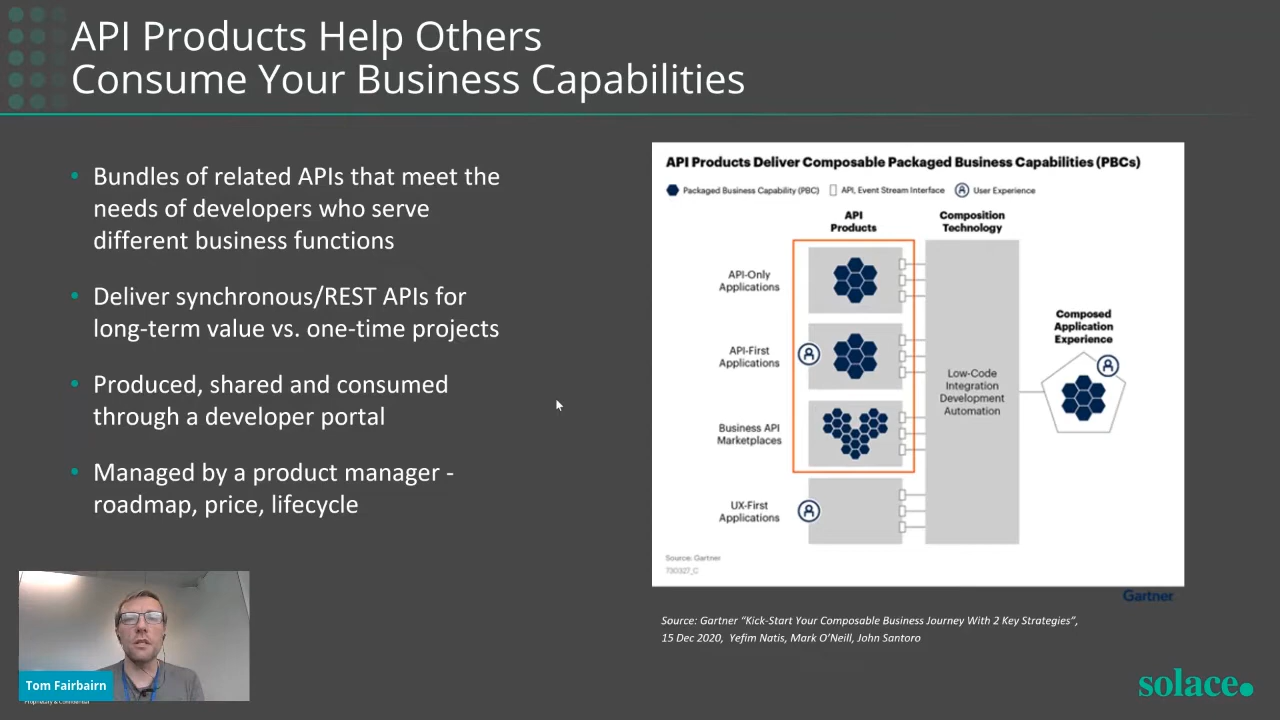 API Products Help Others
Consume Your Business Capabilities
• Bundles of related APIs that meet the
needs of developers who serve
different business functions
• Deliver synchronous/REST APIs for
long-term value vs. one-time projects
• Produced, shared and consumed
through a developer portal
• Managed by a product manager -
roadmap, price, lifecycle
API Products Deliver Composable Packaged Business Capabilities (PBCs)
Packaged Business Capability (PBC)
API, Event Stream Interface
User Experience
API
Products
Composition
Technology
API-Only
Applications
API-First
Applications
Business API
Marketplaces
UX-First
Applications
Low-Code
Integration
Development
Automation
Composed
Application
Experience
Source: Gartner
730327_C
Gartner
Source: Gartner “Kick-Start Your Composable Business Journey With 2 Key Strategies”,
15 Dec 2020, Yefim Natis, Mark O’Neill, John Santoro
Tom Fairbairn
Proprietary & Confidential
solace.